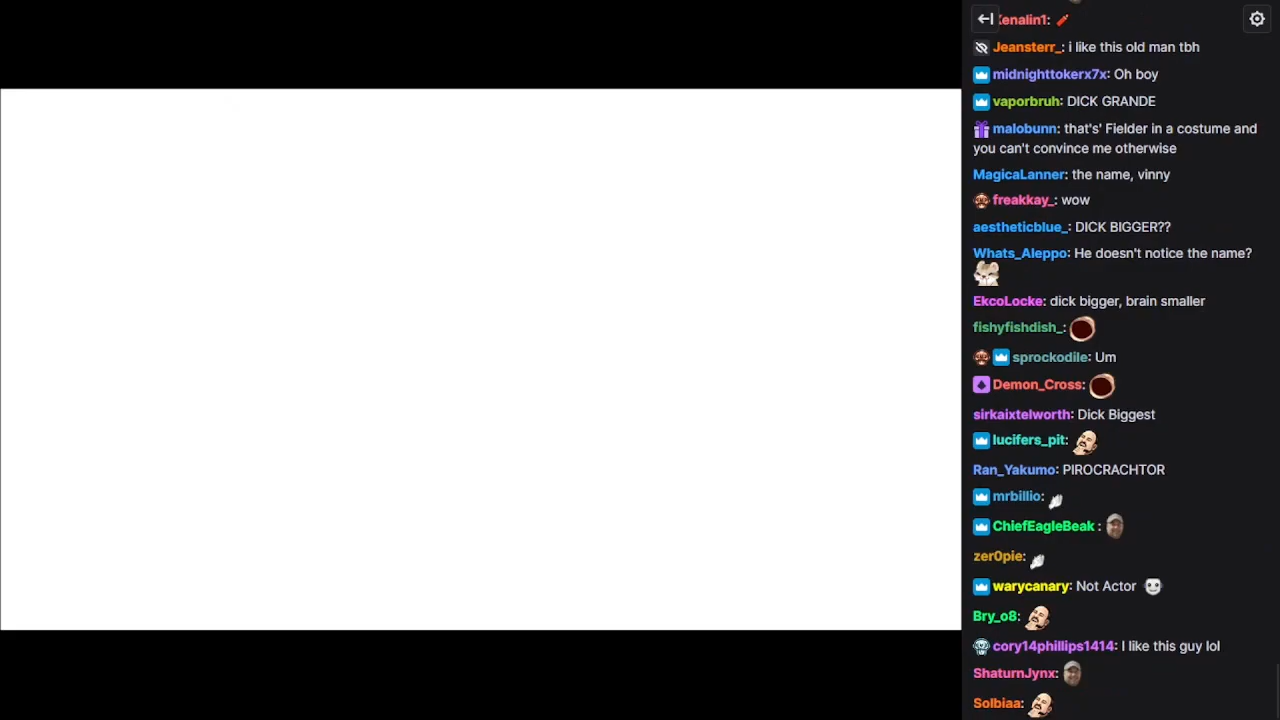 Xenalin1:
Jeansterr_: i like this old man tbh
midnighttokerx7x: Oh boy
vaporbruh: DICK GRANDE
malobunn: that's' Fielder in a costume and
you can't convince me otherwise
MagicaLanner: the name, vinny
freakkay_: wow
aestheticblue_: DICK BIGGER??
Whats_Aleppo: He doesn't notice the name?
EkcoLocke: dick bigger, brain smaller
fishyfishdish_:
sprockodile: Um
Demon_Cross:
sirkaixtelworth: Dick Biggest
lucifers_pit:
Ran_Yakumo: PIROCRACHTOR
mrbillio:
ChiefEagleBeak :
zer0pie:
warycanary: Not Actor
Bry_o8:
cory14phillips1414: I like this guy lol
ShaturnJynx:
Solbiaa: